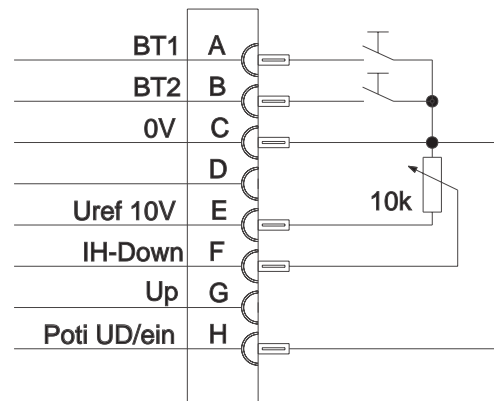 BT1 A
BT2 B
0V C
D
Uref 10V E
10k
IH-Down F
Up G
Poti UD/ein H